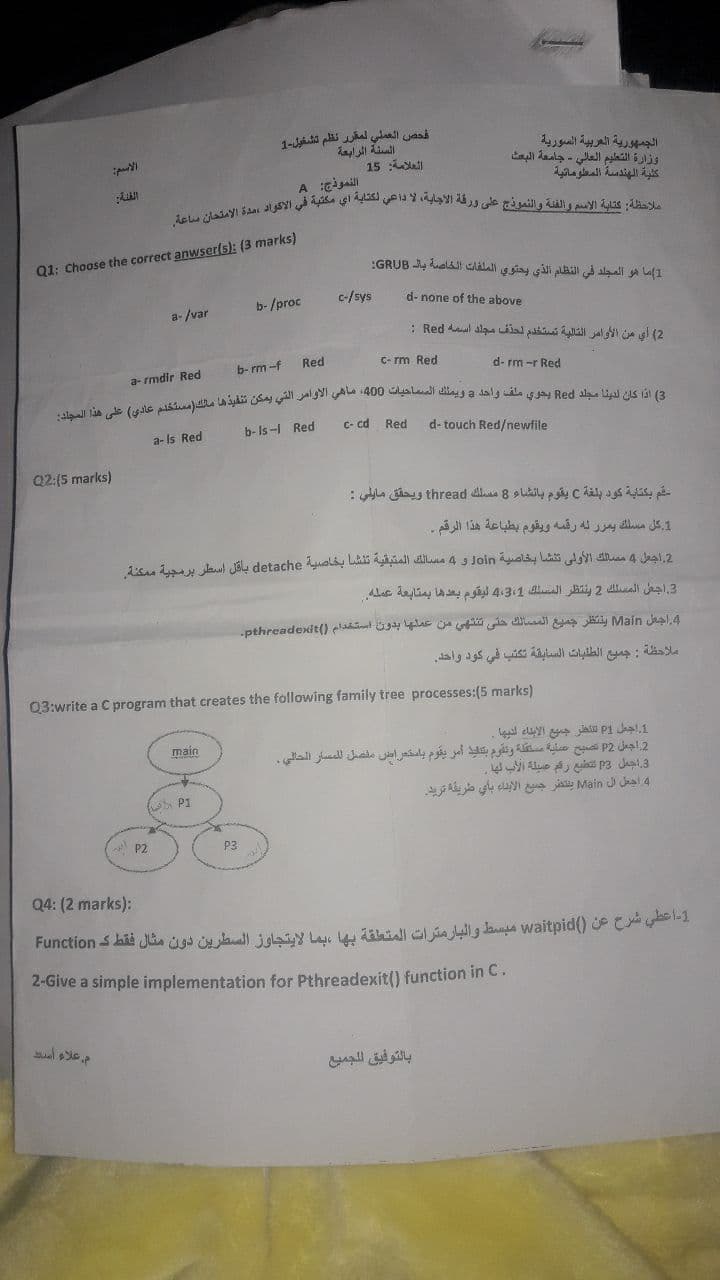 الجمهورية العربية السورية
وزارة التعليم العالي - جامعة البعث
كلية الهندسة المعلوماتية
فحص العملي لمقرر نظم تشغيل-1
السنة الرابعة
العلامة: 15
النموذج: A
الاسم:
الفئة:
ملاحظة: كتابة الاسم والفئة والنموذج على ورقة الاجابة، لا داعي لكتابة اي مكتبة في الاكواد ،مدة الامتحان ساعة.
Q1: Choose the correct anwser(s): (3 marks)
1)ما هو المجلد في النظام الذي يحتوي الملفات الخاصة بالـ GRUB:
a- /var b- /proc c-/sys d- none of the above
2) أي من الأوامر التالية تستخدم لحذف مجلد اسمه Red :
a- rmdir Red b- rm –f Red c- rm Red d- rm –r Red
3) اذا كان لدينا مجلد Red يحوي ملف واحد a ويملك السماحيات 400، ماهي الاوامر التي يمكن تنفيذها مالك(مستخدم عادي) على هذا المجلد:
a- ls Red b- ls –l Red c- cd Red d- touch Red/newfile
Q2:(5 marks)
-قم بكتابة كود بلغة C يقوم بانشاء 8 مسلك thread ويحقق مايلي :
1.كل مسلك يمرر له رقمه ويقوم بطباعة هذا الرقم .
2.اجعل 4 مسالك الأولى تنشا بخاصية Join و 4 مسالك المتبقية تنشأ بخاصية detache بأقل اسطر برمجية ممكنة.
3.اجعل المسلك 2 ينتظر المسلك 4،3،1 ليقوم بعدها بمتابعة عمله.
4.اجعل Main ينتظر جميع المسالك حتى تنتهي من عملها بدون استخدام pthreadexit().
ملاحظة : جميع الطلبات السابقة تكتب في كود واحد.
Q3:write a C program that creates the following family tree processes:(5 marks)
1.اجعل P1 تنتظر جميع الابناء لديها .
2.اجعل P2 تصبح عملية مستقلة وتقوم بتنفيذ أمر يقوم باستعراض مفصل للمسار الحالي .
3.اجعل P3 تطبع رقم عملية الأب لها .
4.اجعل ال Main ينتظر جميع الابناء بأي طريقة تريد.
main
P1
P2
P3
Q4: (2 marks):
1-اعطي شرح عن waitpid() مبسط والبارمترات المتعلقة بها ،بما لايتجاوز السطرين دون مثال فقط كـ Function
2-Give a simple implementation for Pthreadexit() function in C .
بالتوفيق للجميع
م.علاء أسعد